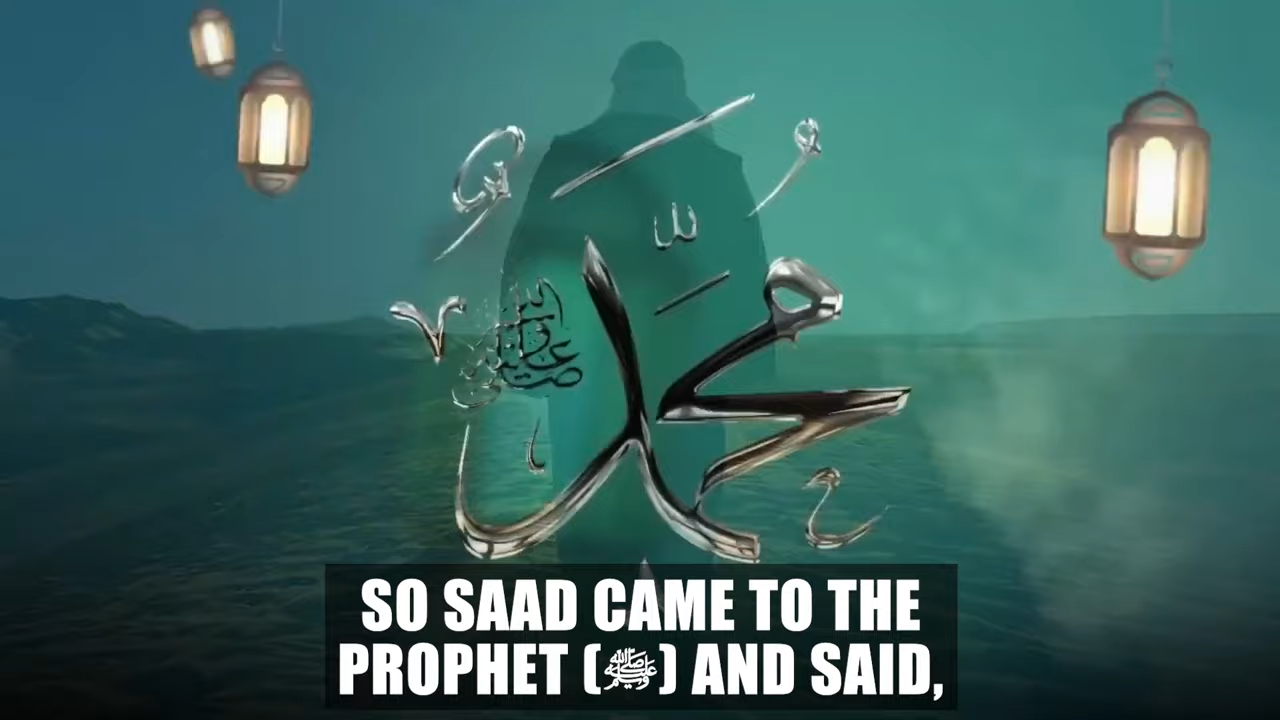 محمد
صلى الله عليه وسلم
SO SAAD CAME TO THE
PROPHET (ﷺ) AND SAID,